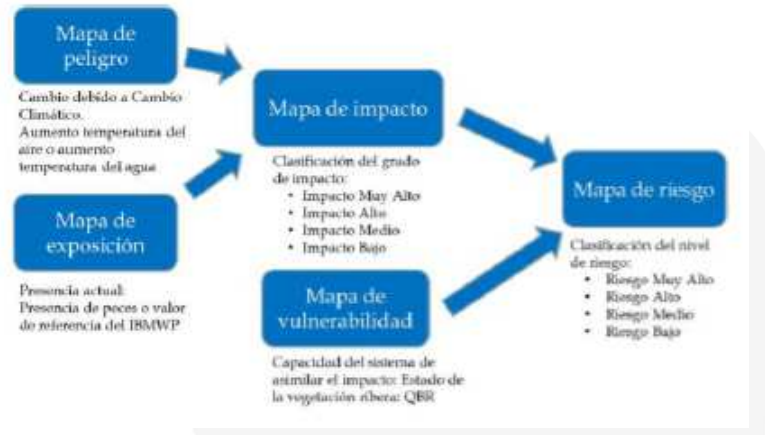 Mapa de
peligro
Cambio debido a Cambio
Climático.
Aumento temperatura del
aire o aumento
temperatura del agua
Mapa de
exposición
Presencia actual:
Presencia de peces o valor
de referencia del IBMWP
Mapa de impacto
Clasificación del grado
de impacto:
• Impacto Muy Alto
• Impacto Alto
• Impacto Medio
• Impacto Bajo
Mapa de
vulnerabilidad
Capacidad del sistema de
asimilar el impacto: Estado de
la vegetación ribera: QBR
Mapa de riesgo
Clasificación del nivel
de riesgo:
• Riesgo Muy Alto
• Riesgo Alto
• Riesgo Medio
• Riesgo Bajo